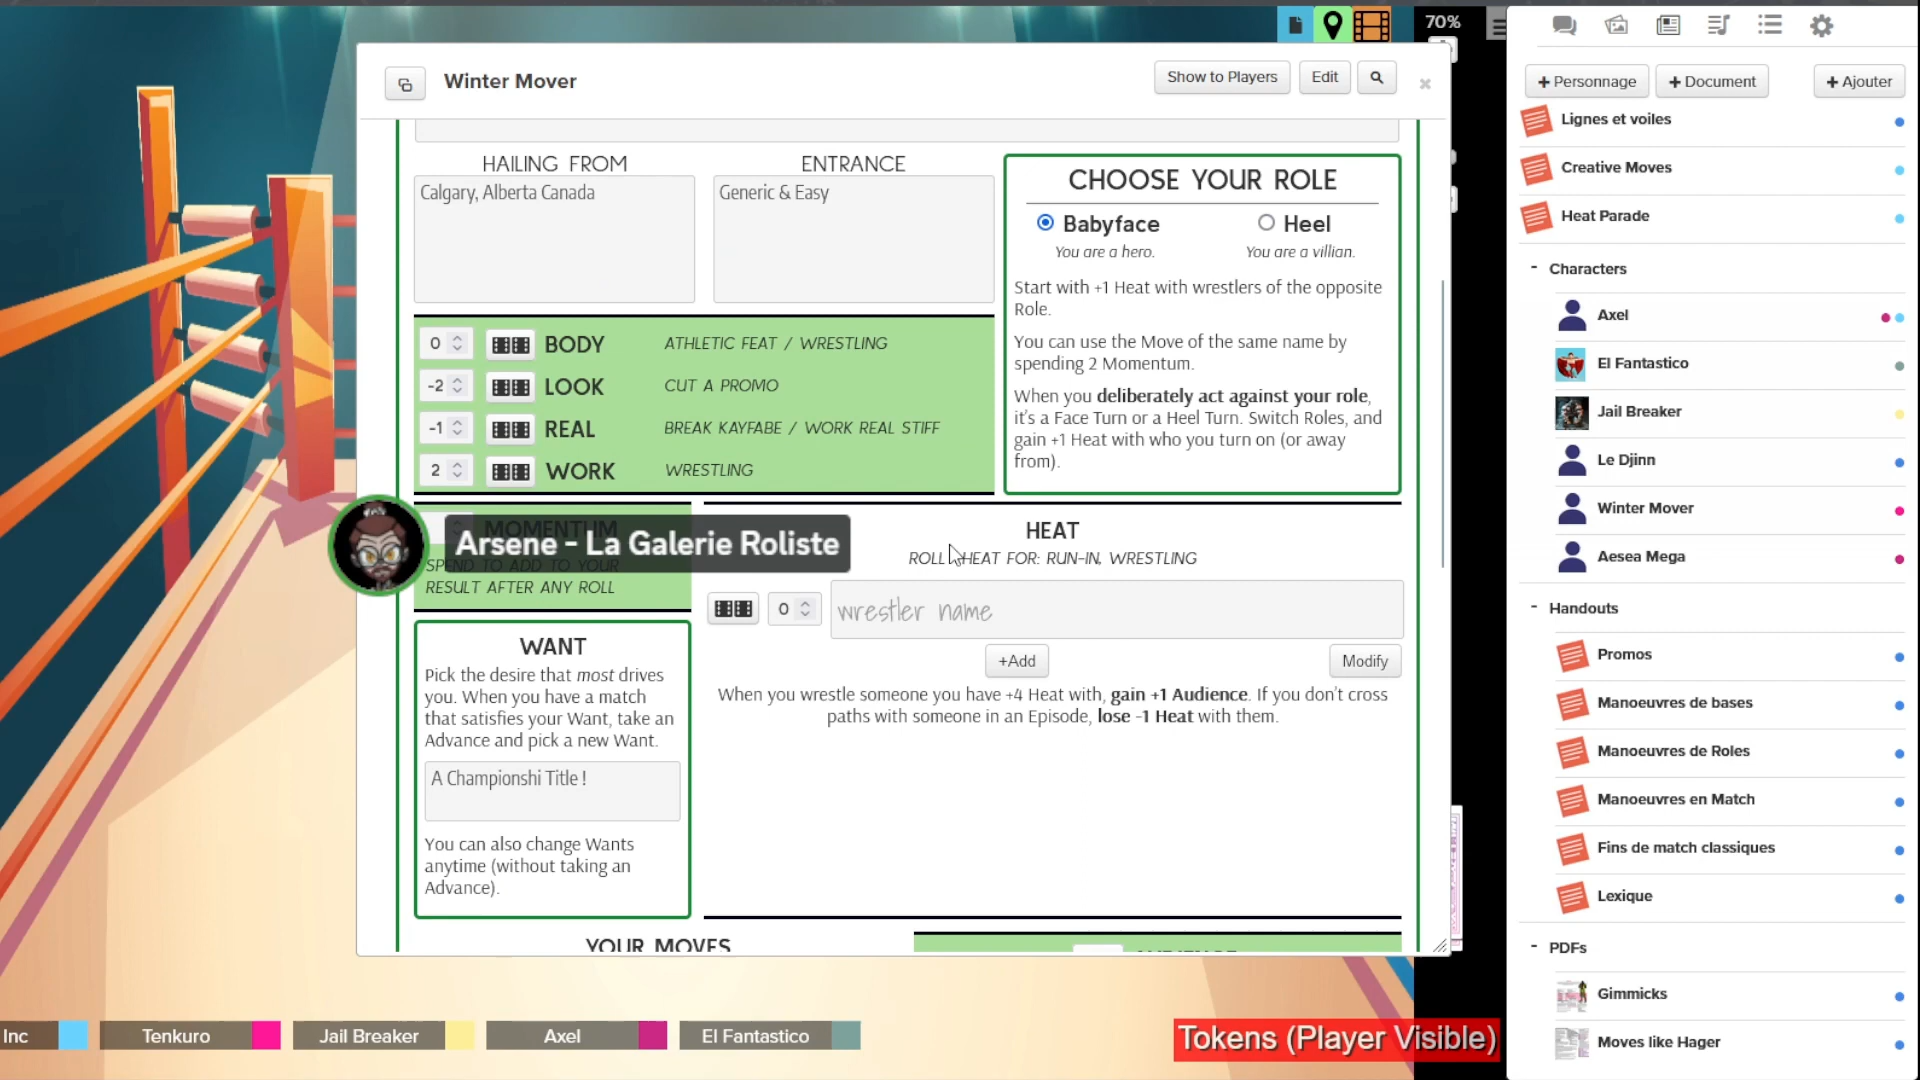 70%
Winter Mover
Show to Players
Edit
HAILING FROM
Calgary, Alberta Canada
ENTRANCE
Generic & Easy
CHOOSE YOUR ROLE
Babyface
Heel
You are a hero.
You are a villian.
Start with +1 Heat with wrestlers of the opposite
Role.
You can use the Move of the same name by
spending 2 Momentum.
When you deliberately act against your role,
it's a Face Turn or a Heel Turn. Switch Roles, and
gain +1 Heat with who you turn on (or away
from).
0 BODY ATHLETIC FEAT / WRESTLING
-2 LOOK CUT A PROMO
-1 REAL BREAK KAYFABE / WORK REAL STIFF
2 WORK WRESTLING
MOMENTUM
Arsene - La Galerie Roliste
SPEND TO ADD TO YOUR
RESULT AFTER ANY ROLL
HEAT
ROLL +HEAT FOR: RUN-IN, WRESTLING
0
wrestler name
+Add
Modify
When you wrestle someone you have +4 Heat with, gain +1 Audience. If you don't cross
paths with someone in an Episode, lose -1 Heat with them.
WANT
Pick the desire that most drives
you. When you have a match
that satisfies your Want, take an
Advance and pick a new Want.
A Championshi Title !
You can also change Wants
anytime (without taking an
Advance).
YOUR MOVES
Inc
Tenkuro
Jail Breaker
Axel
El Fantastico
Tokens (Player Visible)
+ Personnage
+ Document
+ Ajouter
Lignes et voiles
Creative Moves
Heat Parade
- Characters
Axel
El Fantastico
Jail Breaker
Le Djinn
Winter Mover
Aesea Mega
- Handouts
Promos
Manoeuvres de bases
Manoeuvres de Roles
Manoeuvres en Match
Fins de match classiques
Lexique
- PDFs
Gimmicks
Moves like Hager